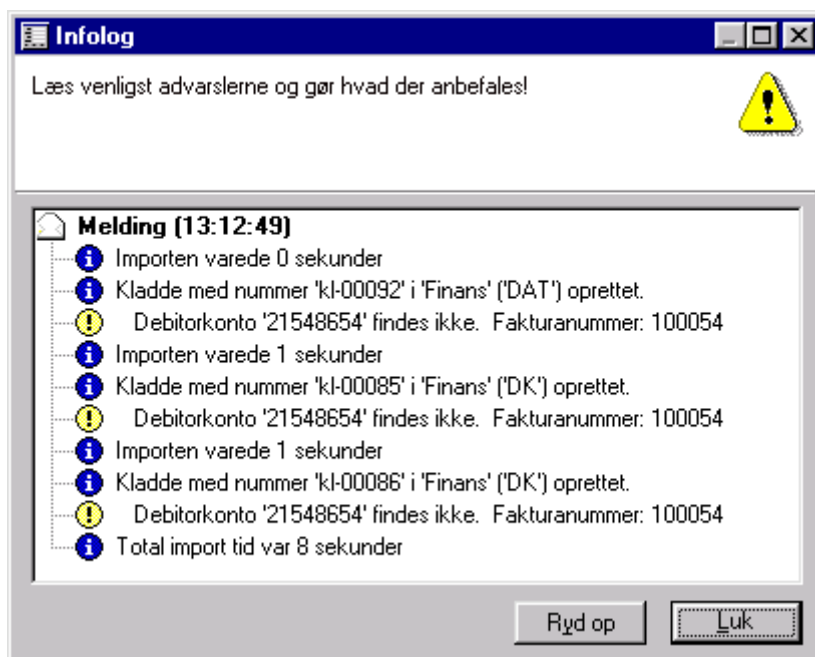 Infolog
Læs venligst advarslerne og gør hvad der anbefales!
Melding (13:12:49)
Importen varede 0 sekunder
Kladde med nummer 'kl-00092' i 'Finans' ('DAT') oprettet.
Debitorkonto '21548654' findes ikke. Fakturanummer: 100054
Importen varede 1 sekunder
Kladde med nummer 'kl-00085' i 'Finans' ('DK') oprettet.
Debitorkonto '21548654' findes ikke. Fakturanummer: 100054
Importen varede 1 sekunder
Kladde med nummer 'kl-00086' i 'Finans' ('DK') oprettet.
Debitorkonto '21548654' findes ikke. Fakturanummer: 100054
Total import tid var 8 sekunder
Ryd op
Luk